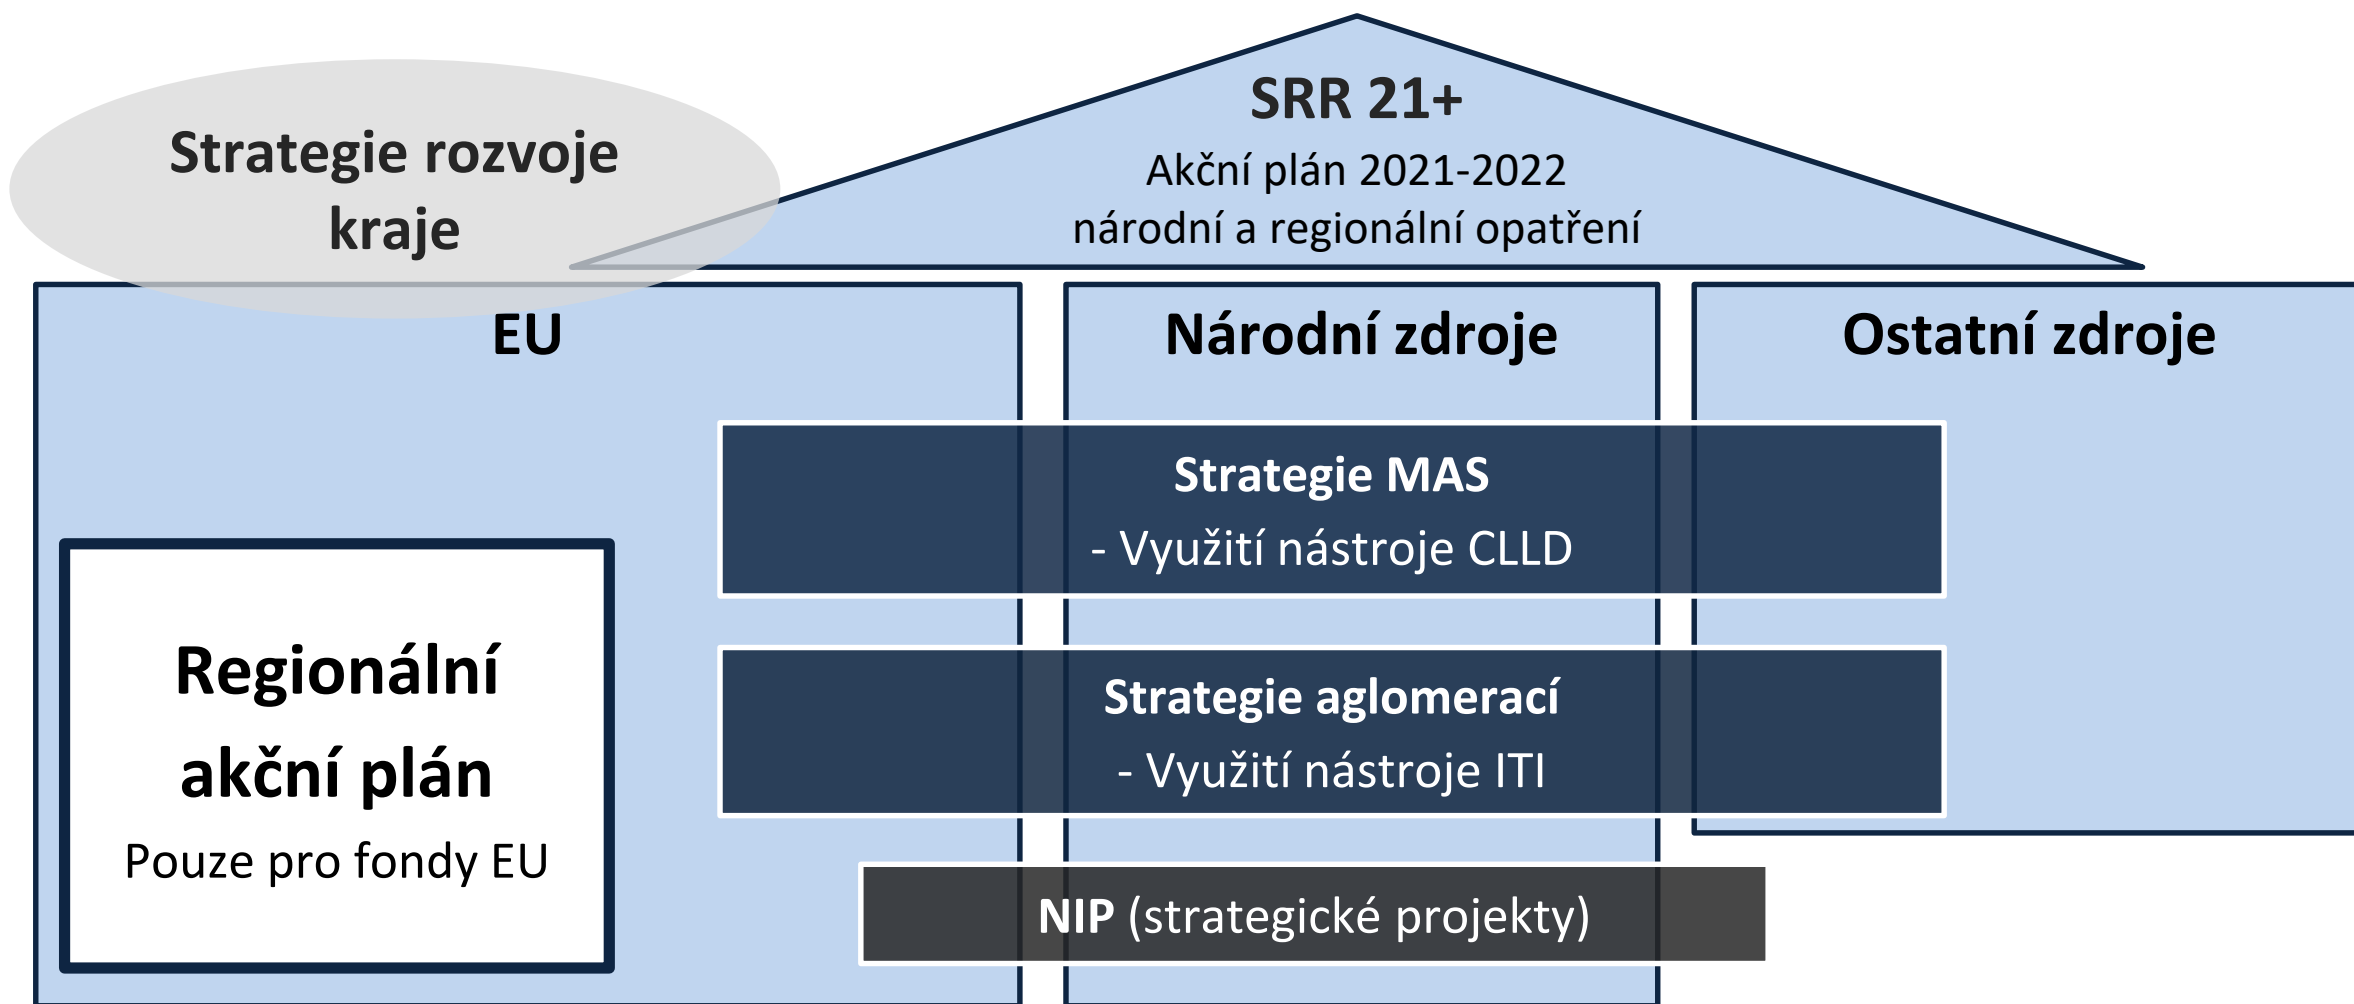 Strategie rozvoje
kraje
SRR 21+
Akční plán 2021-2022
národní a regionální opatření
EU
Národní zdroje
Ostatní zdroje
Strategie MAS
- Využití nástroje CLLD
Regionální
akční plán
Pouze pro fondy EU
Strategie aglomerací
- Využití nástroje ITI
NIP (strategické projekty)